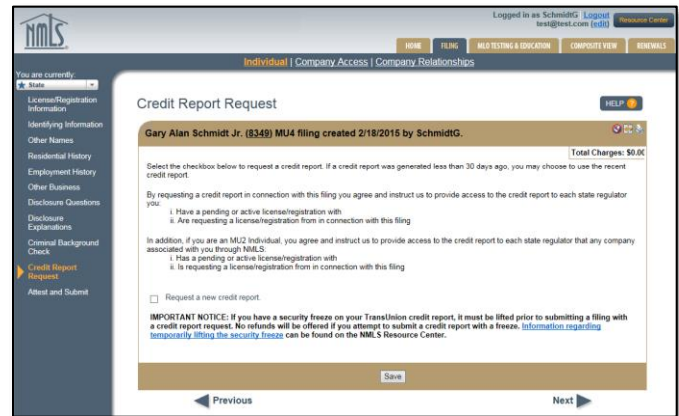 NMLS
Logged in as SchmidtG Logout
test@test.com (edit)
Resource Center
HOME FILING MLO TESTING & EDUCATION COMPOSITE VIEW RENEWALS
Individual | Company Access | Company Relationships
You are currently:
State
License/Registration
Information
Identifying Information
Other Names
Residential History
Employment History
Other Business
Disclosure Questions
Disclosure
Explanations
Criminal Background
Check
Credit Report
Request
Attest and Submit
Credit Report Request
HELP ?
Gary Alan Schmidt Jr. (8349) MU4 filing created 2/18/2015 by SchmidtG.
Total Charges: $0.00
Select the checkbox below to request a credit report. If a credit report was generated less than 30 days ago, you may choose to use the recent
credit report.
By requesting a credit report in connection with this filing you agree and instruct us to provide access to the credit report to each state regulator
you:
i. Have a pending or active license/registration with
ii. Are requesting a license/registration from in connection with this filing
In addition, if you are an MU2 Individual, you agree and instruct us to provide access to the credit report to each state regulator that any company
associated with you through NMLS:
i. Has a pending or active license/registration with
ii. Is requesting a license/registration from in connection with this filing
Request a new credit report.
IMPORTANT NOTICE: If you have a security freeze on your TransUnion credit report, it must be lifted prior to submitting a filing with
a credit report request. No refunds will be offered if you attempt to submit a credit report with a freeze. Information regarding
temporarily lifting the security freeze can be found on the NMLS Resource Center.
Save
Previous
Next